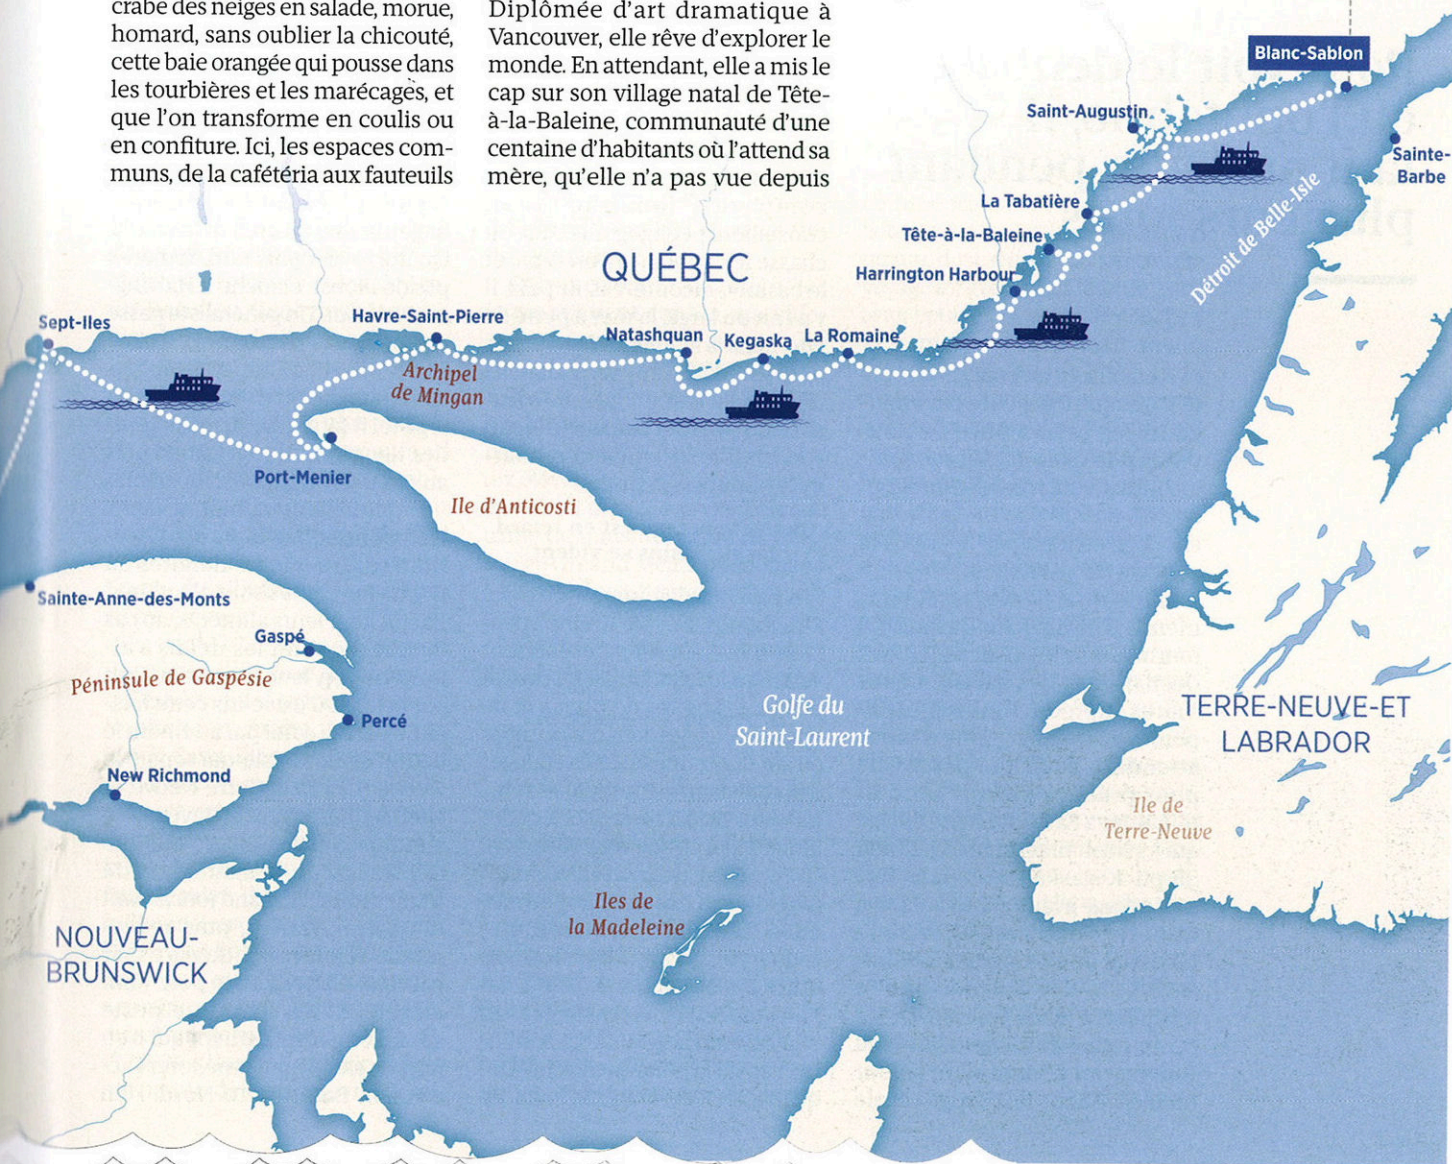 crabe des neiges en salade, morue,
homard, sans oublier la chicouté,
cette baie orangée qui pousse dans
les tourbières et les marécages, et
que l'on transforme en coulis ou
en confiture. Ici, les espaces com-
muns, de la cafétéria aux fauteuils
Diplômée d'art dramatique à
Vancouver, elle rêve d'explorer le
monde. En attendant, elle a mis le
cap sur son village natal de Tête-
à-la-Baleine, communauté d'une
centaine d'habitants où l'attend sa
mère, qu'elle n'a pas vue depuis
Blanc-Sablon
Saint-Augustin
Sainte-
Barbe
La Tabatière
Détroit de Belle-Isle
Tête-à-la-Baleine
Harrington Harbour
QUÉBEC
Sept-Iles
Havre-Saint-Pierre
Natashquan
Kegaska
La Romaine
Archipel
de Mingan
Port-Menier
Ile d'Anticosti
Sainte-Anne-des-Monts
Gaspé
Péninsule de Gaspésie
Percé
Golfe du
Saint-Laurent
TERRE-NEUVE-ET
LABRADOR
New Richmond
Ile de
Terre-Neuve
Iles de
la Madeleine
NOUVEAU-
BRUNSWICK